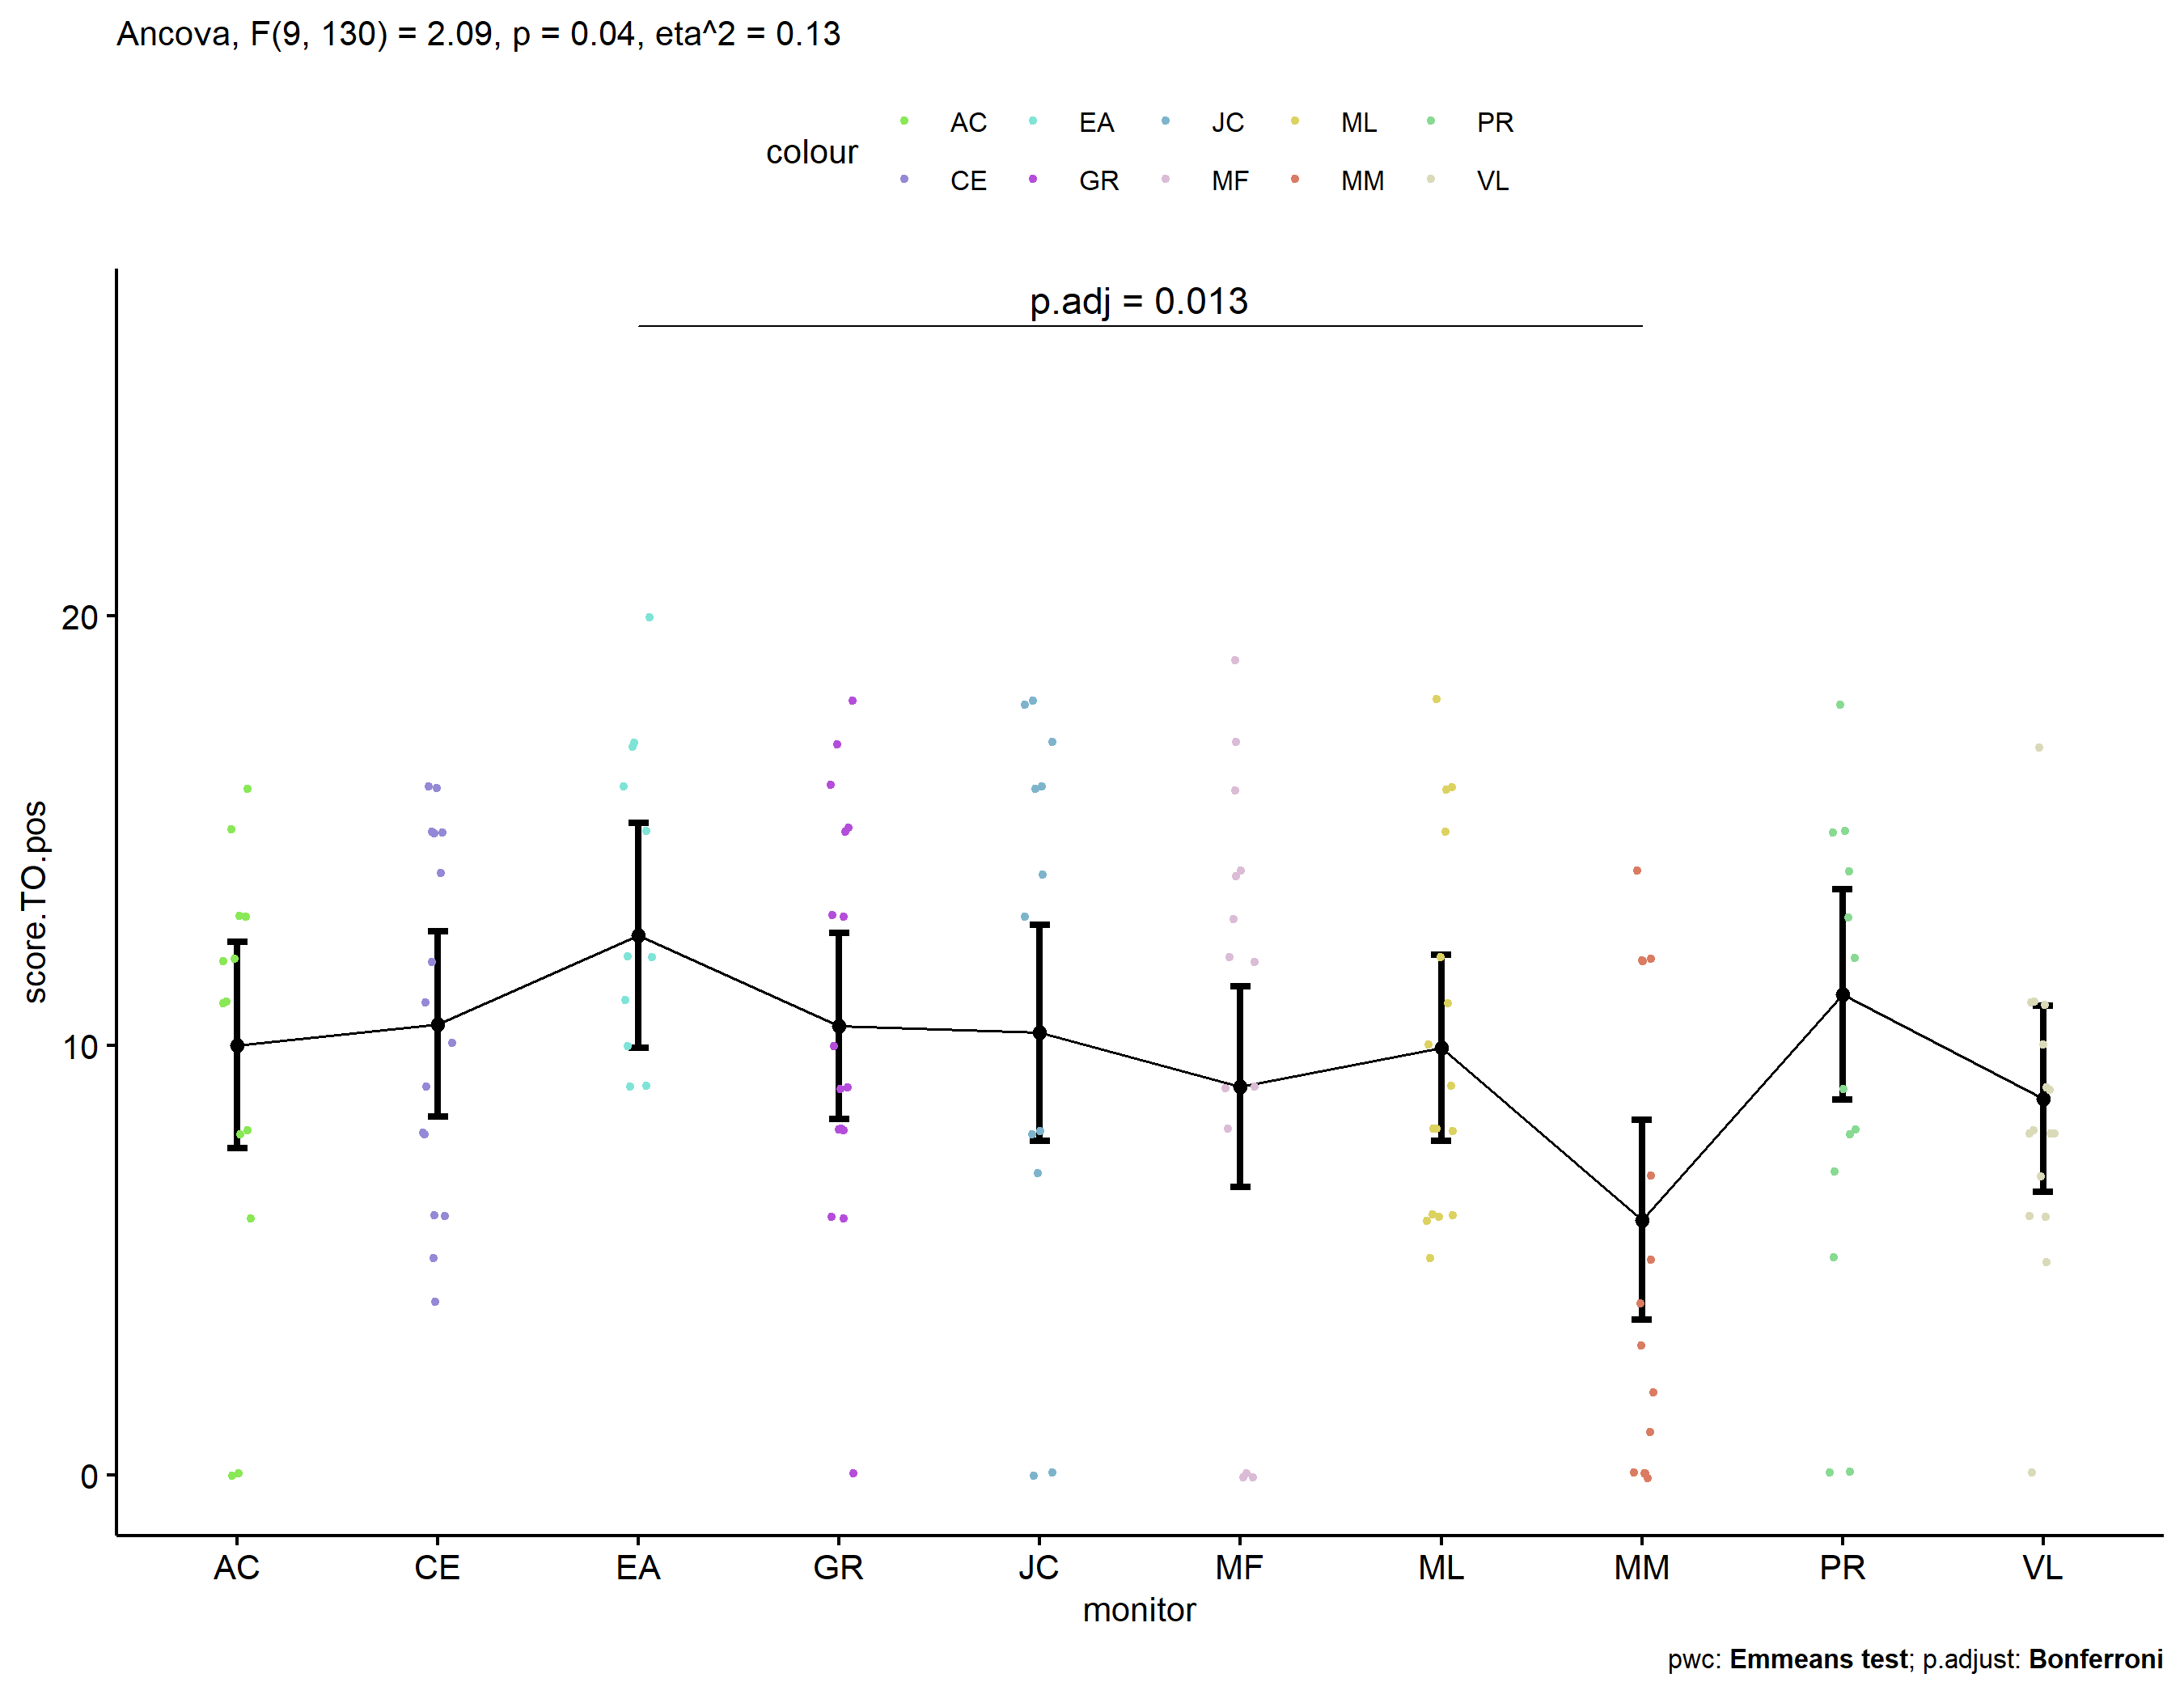 Ancova, F(9, 130) = 2.09, p = 0.04, eta^2 = 0.13
colour
AC EA JC ML PR
CE GR MF MM VL
p.adj = 0.013
score.TO.pos
20
10
0
AC CE EA GR JC MF ML MM PR VL
monitor
pwc: Emmeans test; p.adjust: Bonferroni